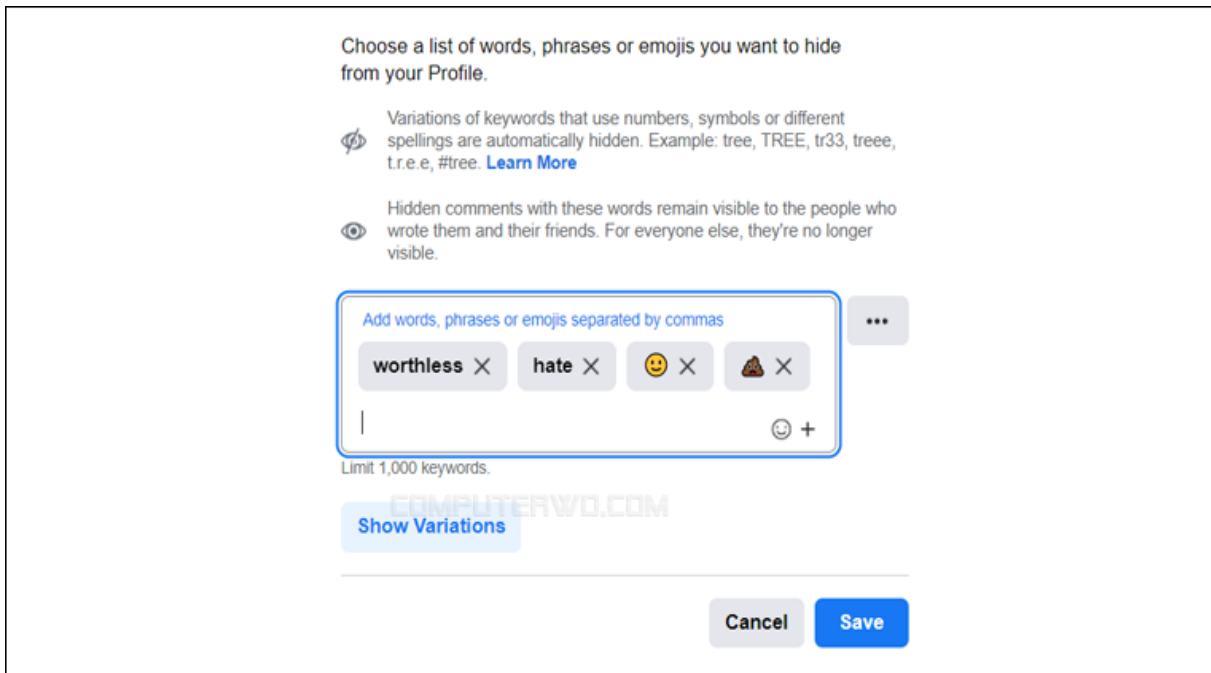 Choose a list of words, phrases or emojis you want to hide
from your Profile.
Variations of keywords that use numbers, symbols or different
spellings are automatically hidden. Example: tree, TREE, tr33, treee,
t.r.e.e, #tree. Learn More
Hidden comments with these words remain visible to the people who
wrote them and their friends. For everyone else, they're no longer
visible.
Add words, phrases or emojis separated by commas
worthless hate 🙂 💩
Limit 1,000 keywords.
COMPUTERWD.COM
Show Variations
Cancel Save